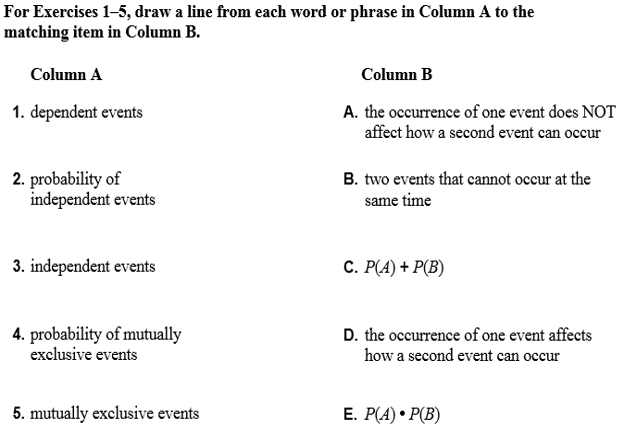 For Exercises 1–5, draw a line from each word or phrase in Column A to the
matching item in Column B.
Column A
Column B
1. dependent events
A. the occurrence of one event does NOT
affect how a second event can occur
2. probability of
independent events
B. two events that cannot occur at the
same time
3. independent events
C. P(A) + P(B)
4. probability of mutually
exclusive events
D. the occurrence of one event affects
how a second event can occur
5. mutually exclusive events
E. P(A) • P(B)